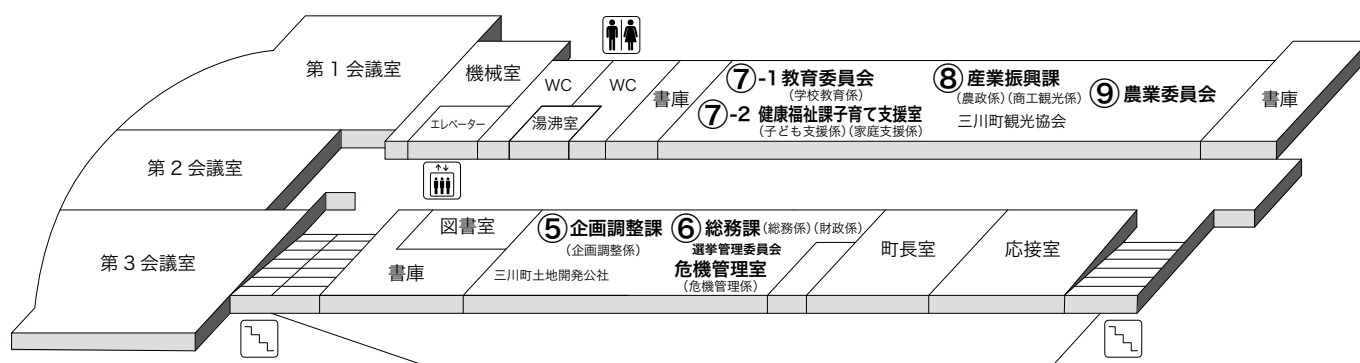 第1会議室
機械室
WC
WC
書庫
エレベーター
湯沸室
⑦-1 教育委員会
(学校教育係)
⑦-2 健康福祉課子育て支援室
(子ども支援係)(家庭支援係)
⑧ 産業振興課
(農政係)(商工観光係)
三川町観光協会
⑨ 農業委員会
書庫
第2会議室
第3会議室
図書室
書庫
⑤ 企画調整課
(企画調整係)
三川町土地開発公社
⑥ 総務課(総務係)(財政係)
選挙管理委員会
危機管理室
(危機管理係)
町長室
応接室